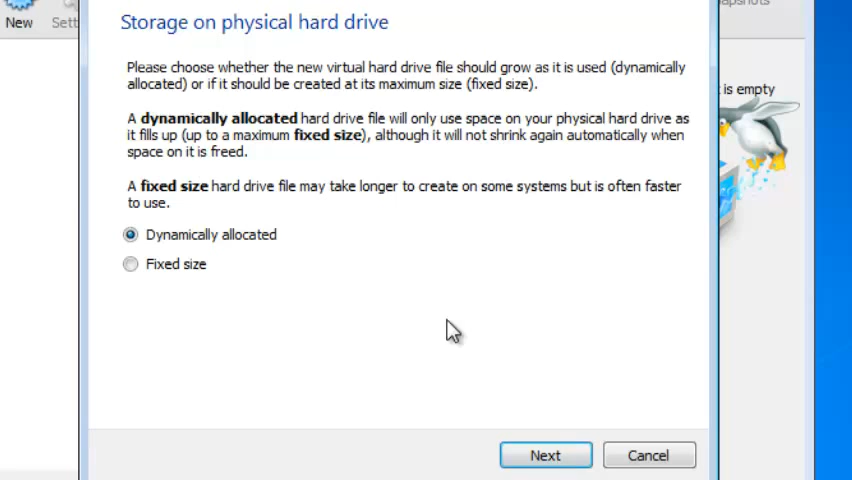 New
Sett
apshots
Storage on physical hard drive
Please choose whether the new virtual hard drive file should grow as it is used (dynamically
allocated) or if it should be created at its maximum size (fixed size).
is empty
A dynamically allocated hard drive file will only use space on your physical hard drive as
it fills up (up to a maximum fixed size), although it will not shrink again automatically when
space on it is freed.
A fixed size hard drive file may take longer to create on some systems but is often faster
to use.
Dynamically allocated
Fixed size
Next
Cancel